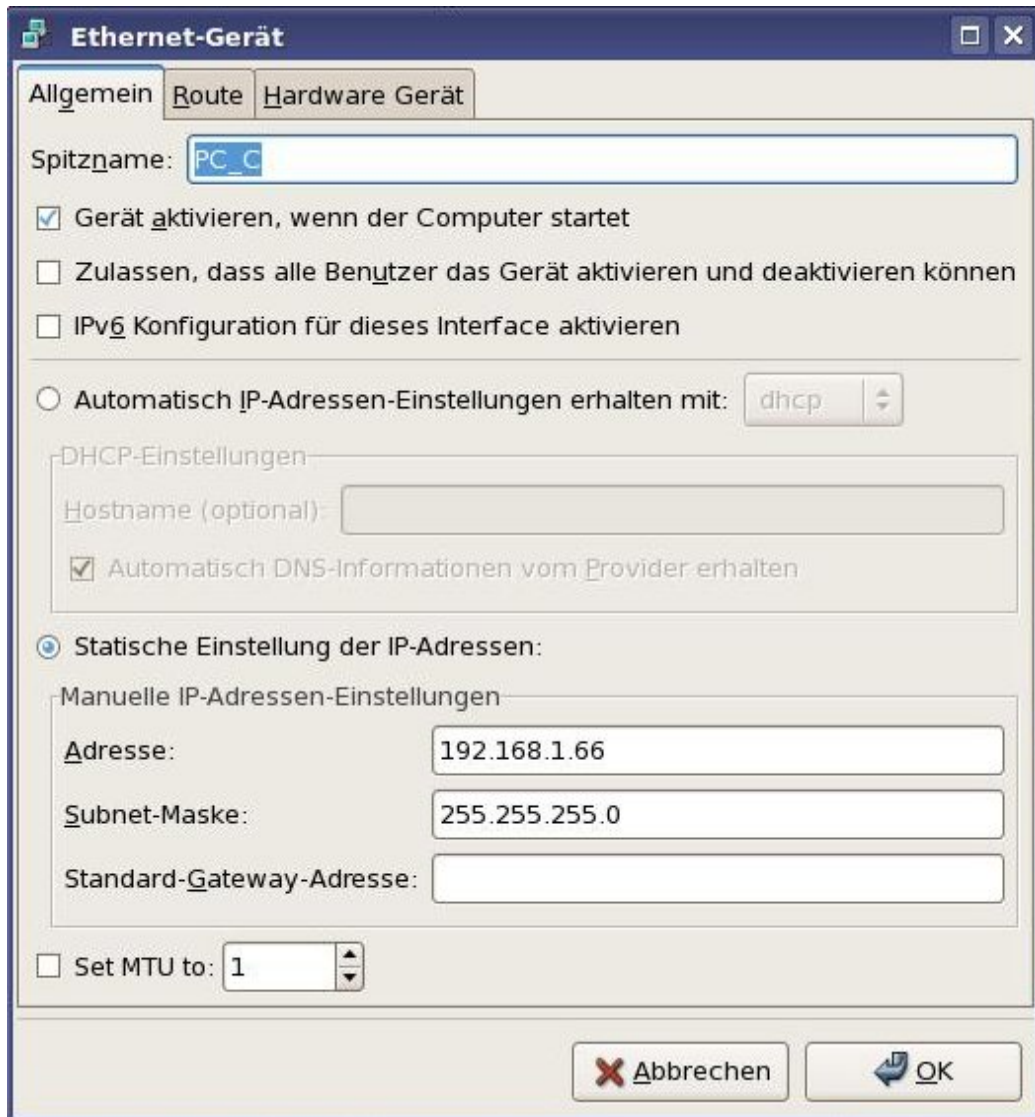 Ethernet-Gerät
Allgemein Route Hardware Gerät
Spitzname: PC_C
Gerät aktivieren, wenn der Computer startet
Zulassen, dass alle Benutzer das Gerät aktivieren und deaktivieren können
IPv6 Konfiguration für dieses Interface aktivieren
Automatisch IP-Adressen-Einstellungen erhalten mit: dhcp
DHCP-Einstellungen
Hostname (optional):
Automatisch DNS-Informationen vom Provider erhalten
Statische Einstellung der IP-Adressen:
Manuelle IP-Adressen-Einstellungen
Adresse: 192.168.1.66
Subnet-Maske: 255.255.255.0
Standard-Gateway-Adresse:
Set MTU to: 1
Abbrechen OK